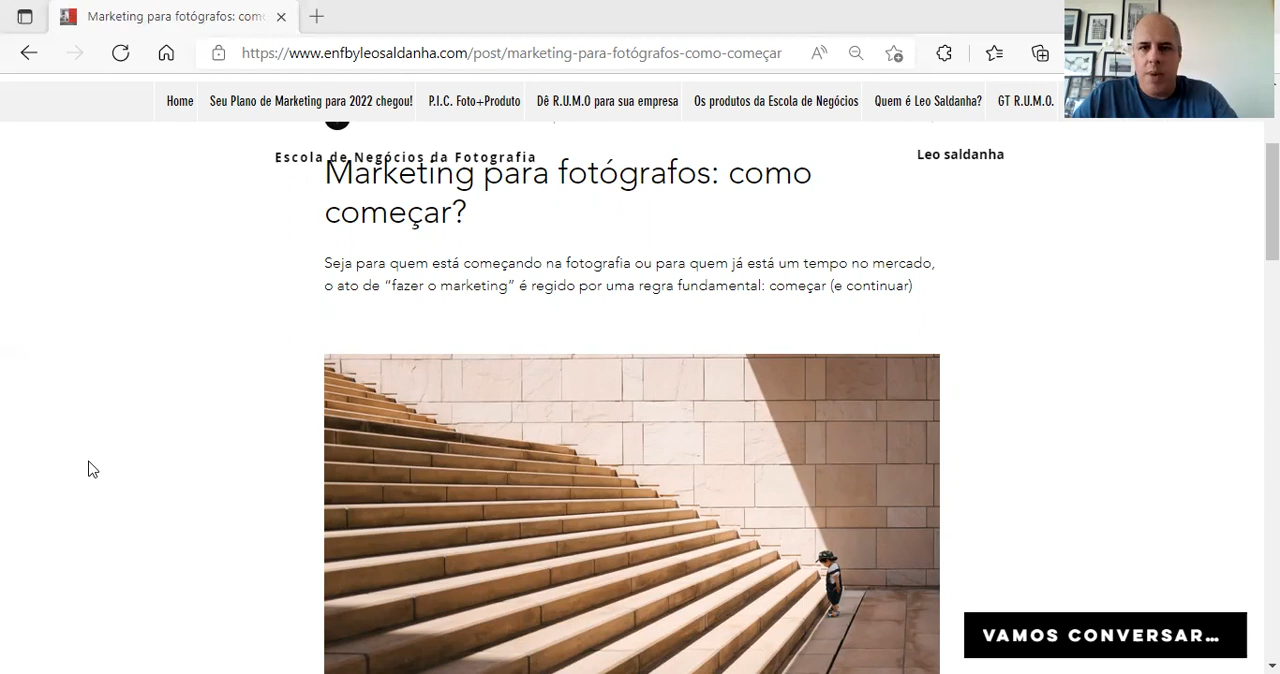 Marketing para fotógrafos: com
https://www.enfbyleosaldanha.com/post/marketing-para-fotógrafos-como-começar
Home Seu Plano de Marketing para 2022 chegou! P.I.C. Foto+Produto Dê R.U.M.O para sua empresa Os produtos da Escola de Negócios Quem é Leo Saldanha? GT R.U.M.O.
Escola de Negócios da Fotografia
Leo saldanha
Marketing para fotógrafos: como
começar?
Seja para quem está começando na fotografia ou para quem já está um tempo no mercado,
o ato de “fazer o marketing” é regido por uma regra fundamental: começar (e continuar)
VAMOS CONVERSAR...